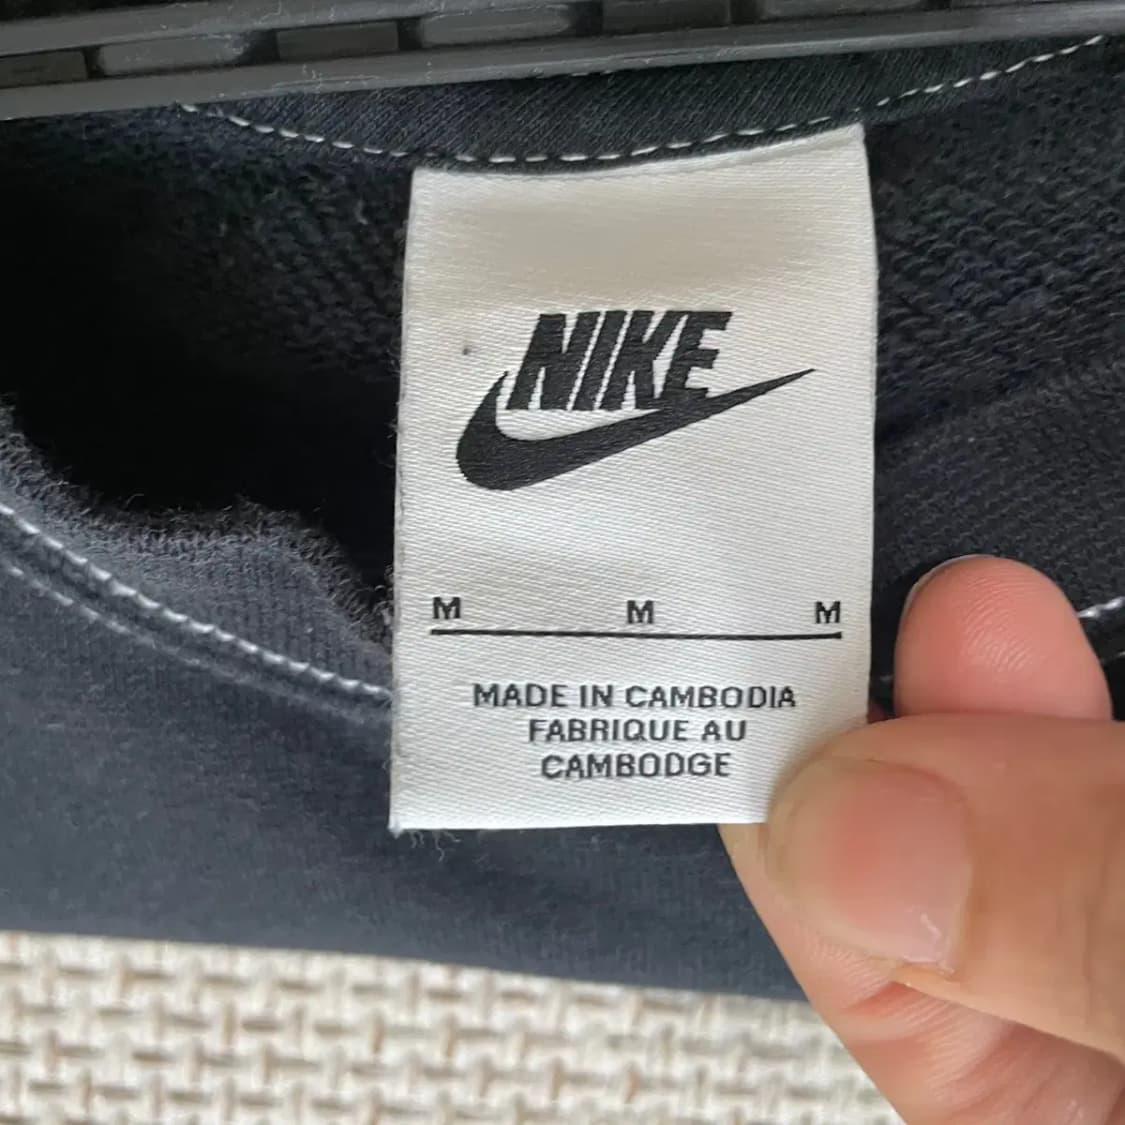 NIKE
M M M
MADE IN CAMBODIA
FABRIQUE AU
CAMBODGE